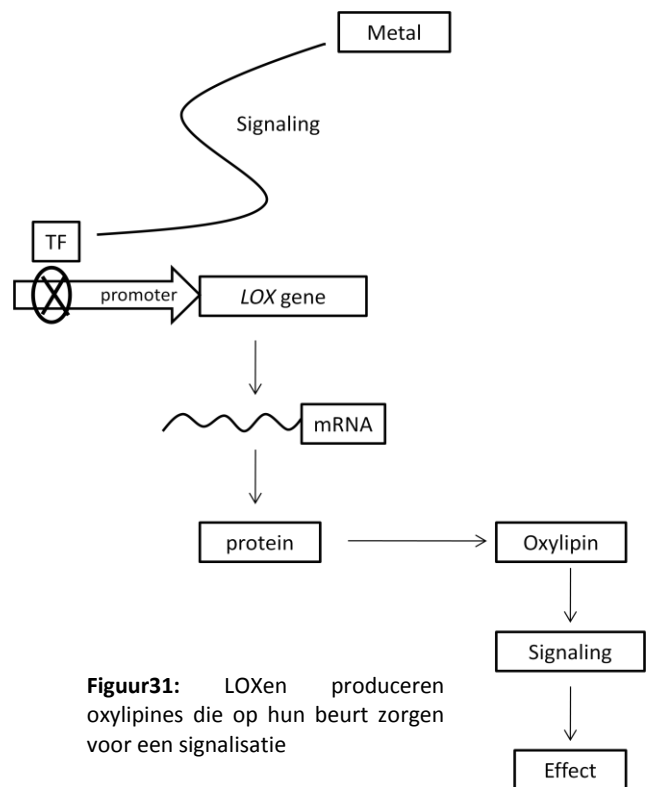 Metal
Signaling
TF
promoter
LOX gene
mRNA
protein
Oxylipin
Signaling
Effect
Figuur31: LOXen produceren
oxylipines die op hun beurt zorgen
voor een signalisatie